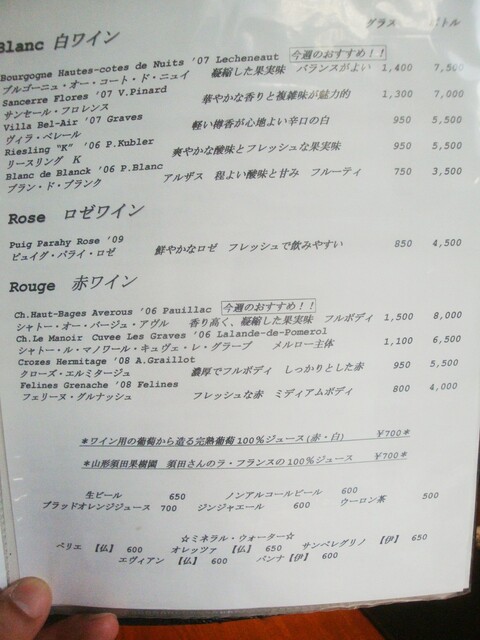 グラス ボトル
Blanc 白ワイン
Bourgogne Hautes-cotes de Nuits '07 Lecheneaut 今週のおすすめ！！
ブルゴーニュ・オー・コート・ド・ニュイ 凝縮した果実味 バランスがよい 1,400 7,500
Sancerre Flores '07 V.Pinard
サンセール・フロレンス 華やかな香りと複雑味が魅力的 1,300 7,000
Villa Bel-Air '07 Graves
ヴィラ・ベレール 軽い樽香が心地よい辛口の白 950 5,500
Riesling "K" '06 P.Kubler
リースリング K 爽やかな酸味とフレッシュな果実味 950 5,500
Blanc de Blanck '06 P.Blanc
ブラン・ド・ブランク アルザス 程よい酸味と甘み フルーティ 750 3,500
Rose ロゼワイン
Puig Parahy Rose '09
ピュイグ・パライ・ロゼ 鮮やかなロゼ フレッシュで飲みやすい 850 4,500
Rouge 赤ワイン
Ch.Haut-Bages Averous '06 Pauillac 今週のおすすめ！！
シャトー・オー・バージュ・アヴル 香り高く、凝縮した果実味 フルボディ 1,500 8,000
Ch.Le Manoir Cuvee Les Graves '06 Lalande-de-Pomerol
シャトー・ル・マノワール・キュヴェ・レ・グラーブ メルロー主体 1,100 6,500
Crozes Hermitage '08 A.Graillot
クローズ・エルミタージュ 濃厚でフルボディ しっかりとした赤 950 5,500
Felines Grenache '08 Felines
フェリーヌ・グルナッシュ フレッシュな赤 ミディアムボディ 800 4,000
＊ワイン用の葡萄から造る完熟葡萄100％ジュース(赤・白) ￥700＊
＊山形須田果樹園 須田さんのラ・フランスの100％ジュース ￥700＊
生ビール 650 ノンアルコールビール 600
ブラッドオレンジジュース 700 ジンジャエール 600 ウーロン茶 500
☆ミネラル・ウォーター☆
ペリエ 【仏】 600 オレッツァ 【仏】 650 サンペレグリノ 【伊】 650
エヴィアン 【仏】 600 パンナ【伊】 600